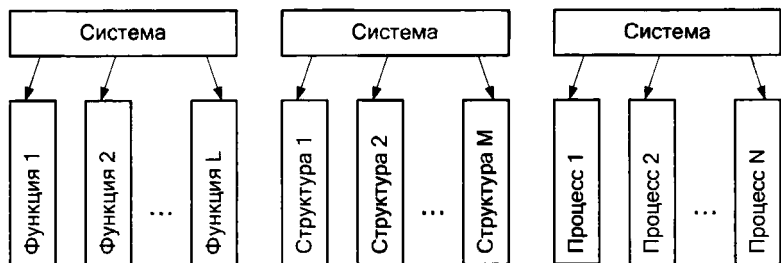 Система
Система
Система
Функция 1
Функция 2
...
Функция L
Структура 1
Структура 2
...
Структура M
Процесс 1
Процесс 2
...
Процесс N